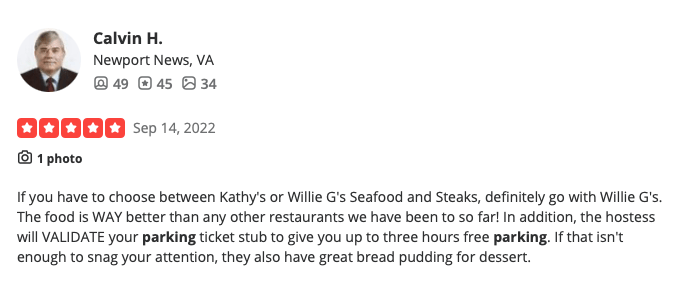 Calvin H.
Newport News, VA
49 45 34
Sep 14, 2022
1 photo
If you have to choose between Kathy's or Willie G's Seafood and Steaks, definitely go with Willie G's.
The food is WAY better than any other restaurants we have been to so far! In addition, the hostess
will VALIDATE your parking ticket stub to give you up to three hours free parking. If that isn't
enough to snag your attention, they also have great bread pudding for dessert.